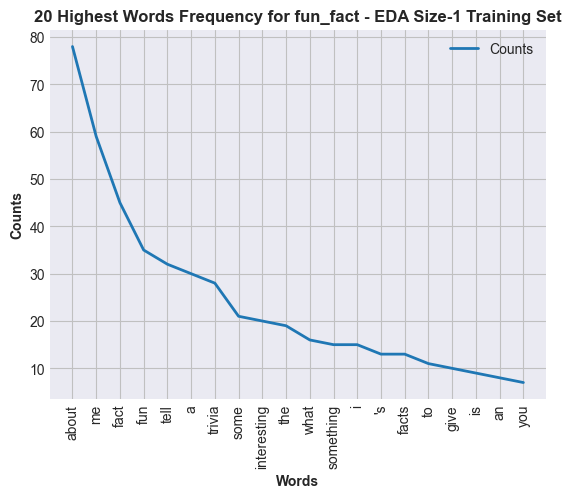 20 Highest Words Frequency for fun_fact - EDA Size-1 Training Set
Counts
80
70
60
50
40
30
20
10
Counts
about
me
fact
fun
tell
a
trivia
some
interesting
the
what
something
i
's
facts
to
give
is
an
you
Words